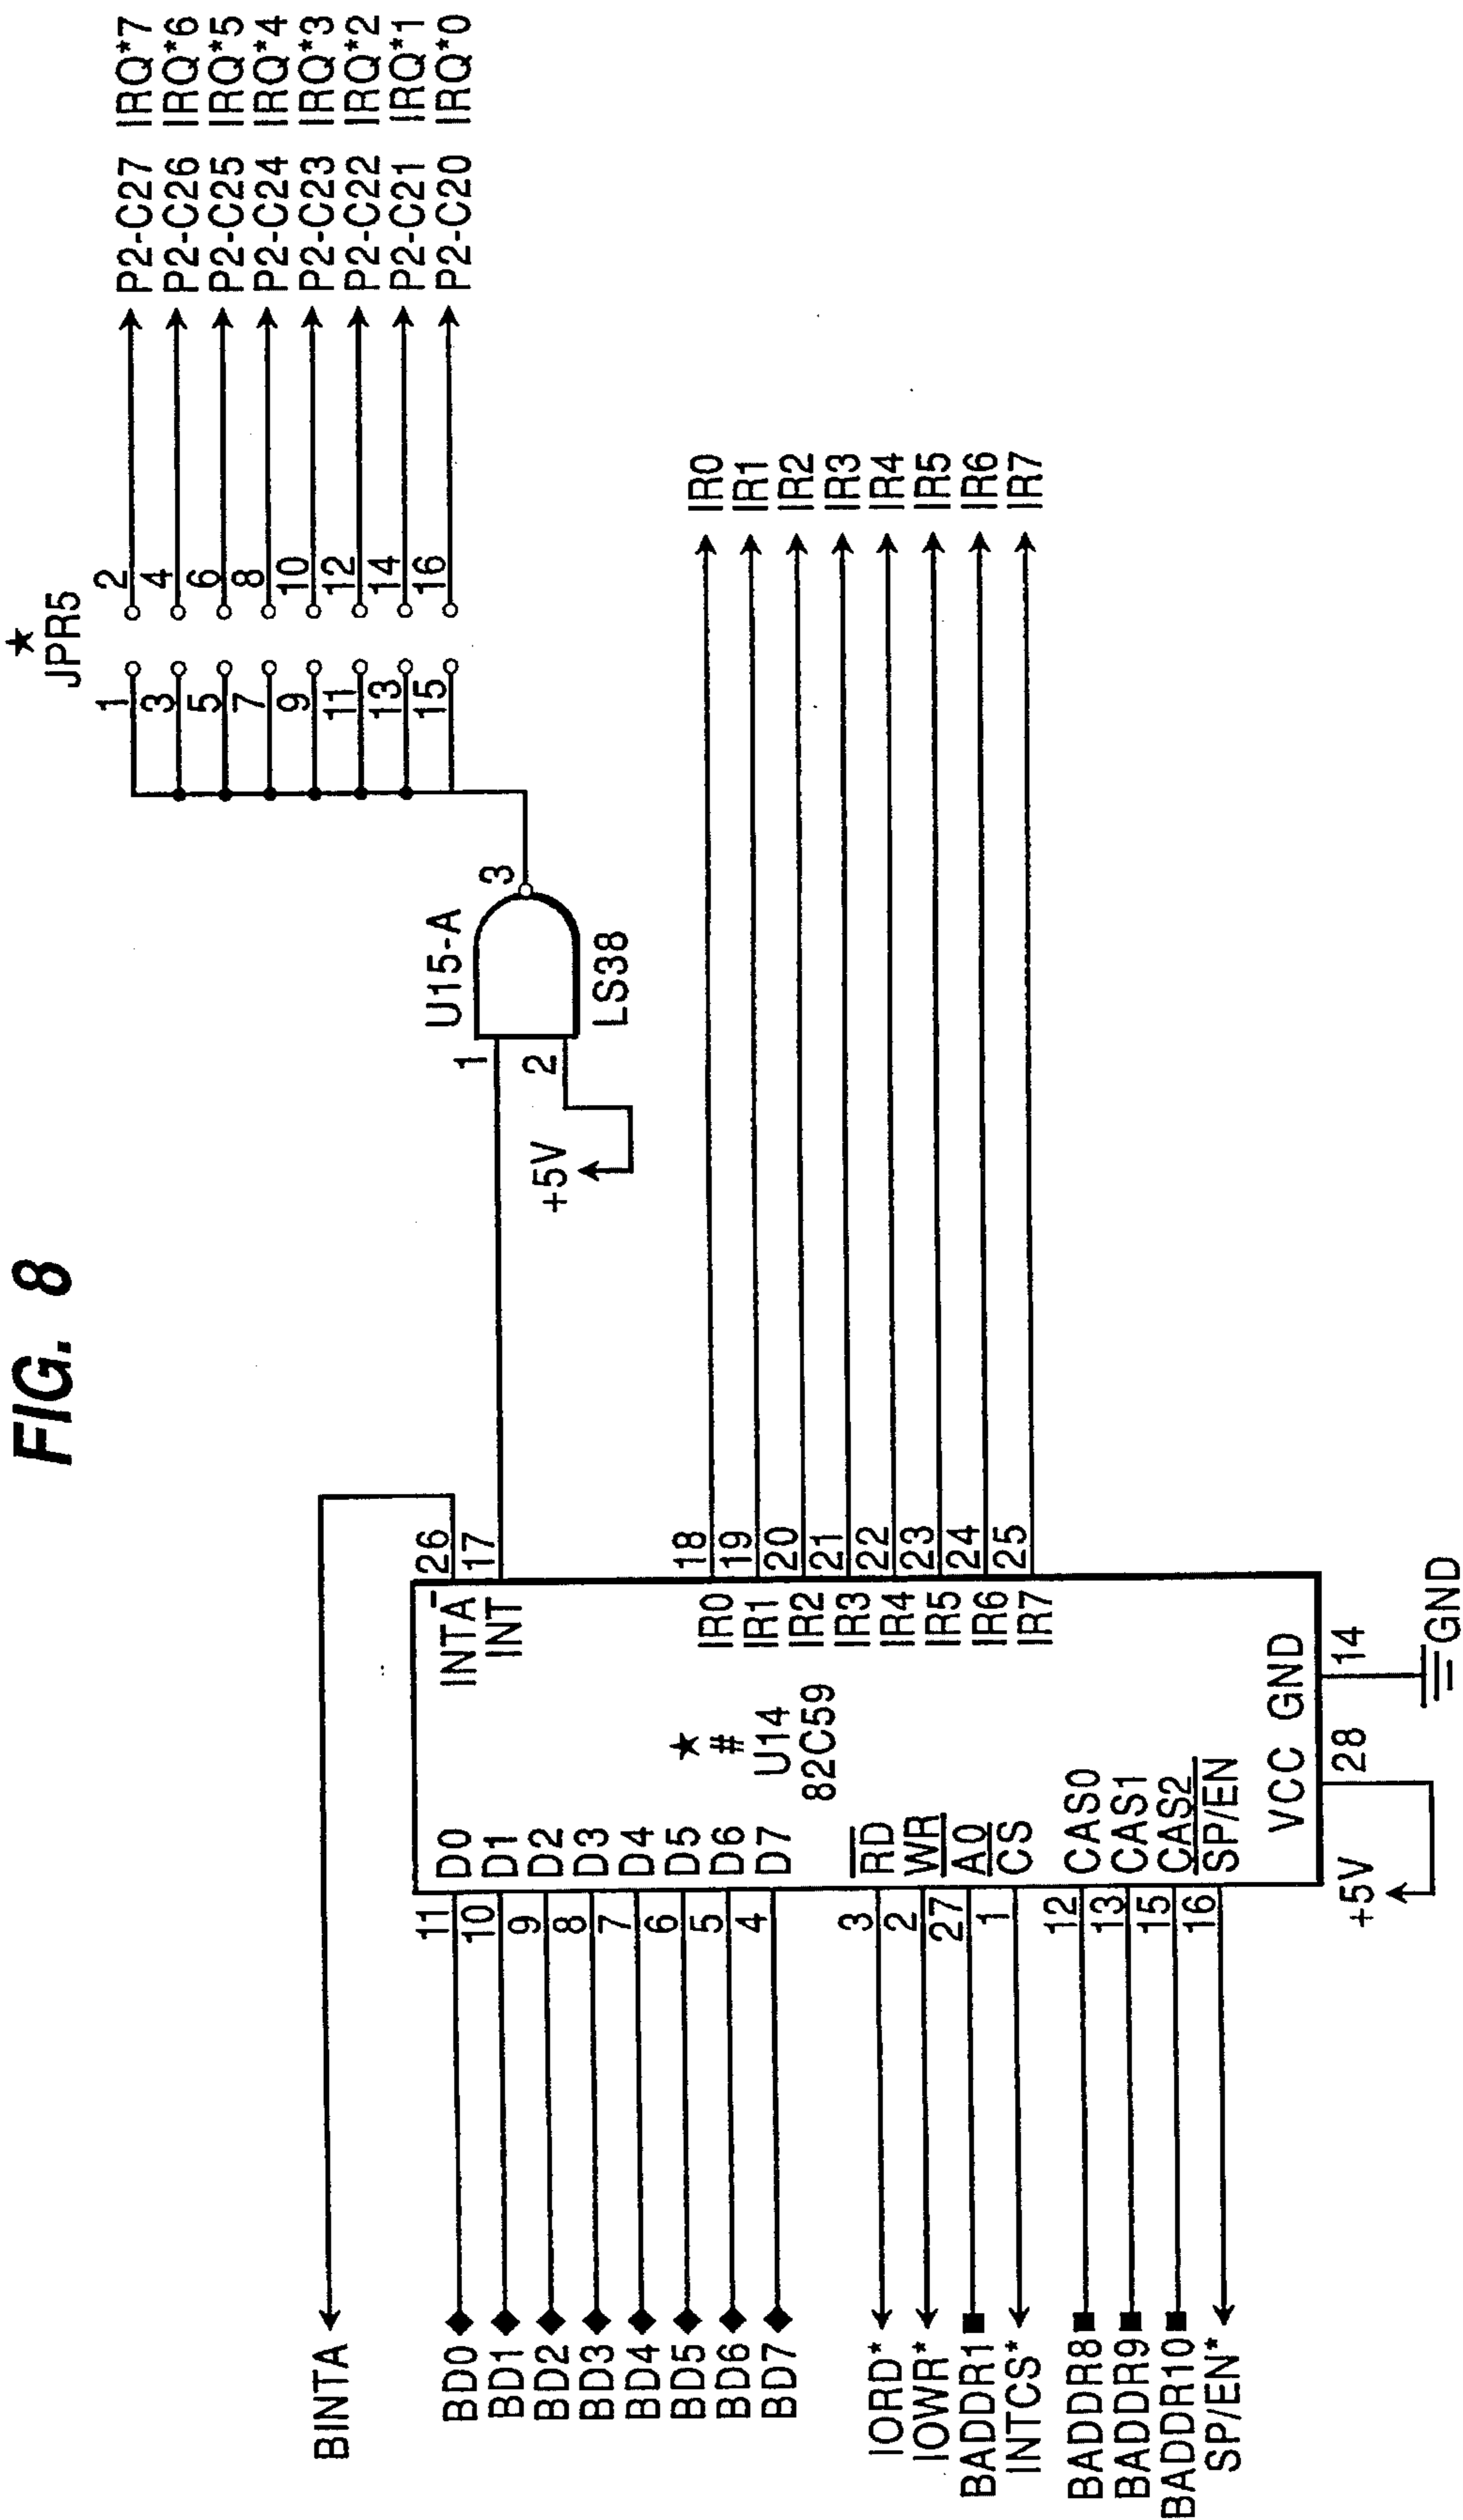 FIG. 8
★
JPR5
1 2 P2-C27 IRQ*7
3 4 P2-C26 IRQ*6
5 6 P2-C25 IRQ*5
7 8 P2-C24 IRQ*4
9 10 P2-C23 IRQ*3
11 12 P2-C22 IRQ*2
13 14 P2-C21 IRQ*1
15 16 P2-C20 IRQ*0
U15-A
1
2
3
LS38
+5V
BINTA
INTA 26
INT 17
BD0 11 D0
BD1 10 D1
BD2 9 D2
BD3 8 D3
BD4 7 D4
BD5 6 D5
BD6 5 D6
BD7 4 D7
★
#
U14
82C59
IR0 18 IR0
IR1 19 IR1
IR2 20 IR2
IR3 21 IR3
IR4 22 IR4
IR5 23 IR5
IR6 24 IR6
IR7 25 IR7
IORD* 3 RD
IOWR* 2 WR
BADDR1 27 A0
INTCS* 1 CS
BADDR8 12 CAS0
BADDR9 13 CAS1
BADDR10 15 CAS2
SP/EN* 16 SP/EN
VCC GND
28 14
+5V
GND